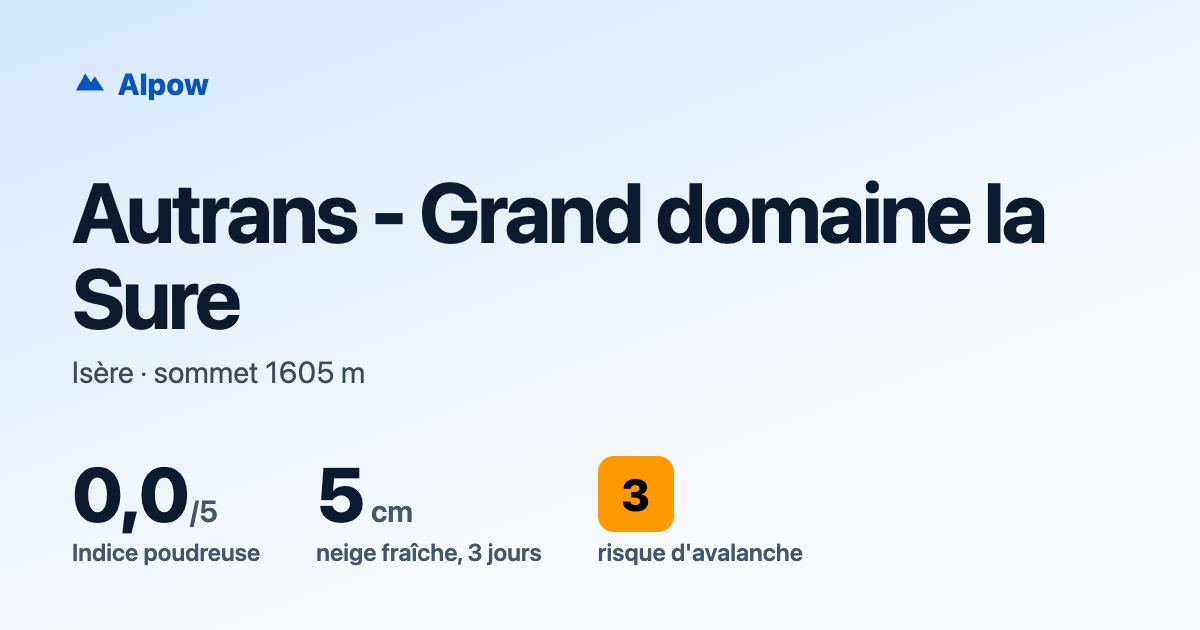 Alpow
Autrans - Grand domaine la
Sure
Isère · sommet 1605 m
0,0/5
Indice poudreuse
5 cm
neige fraîche, 3 jours
3
risque d'avalanche